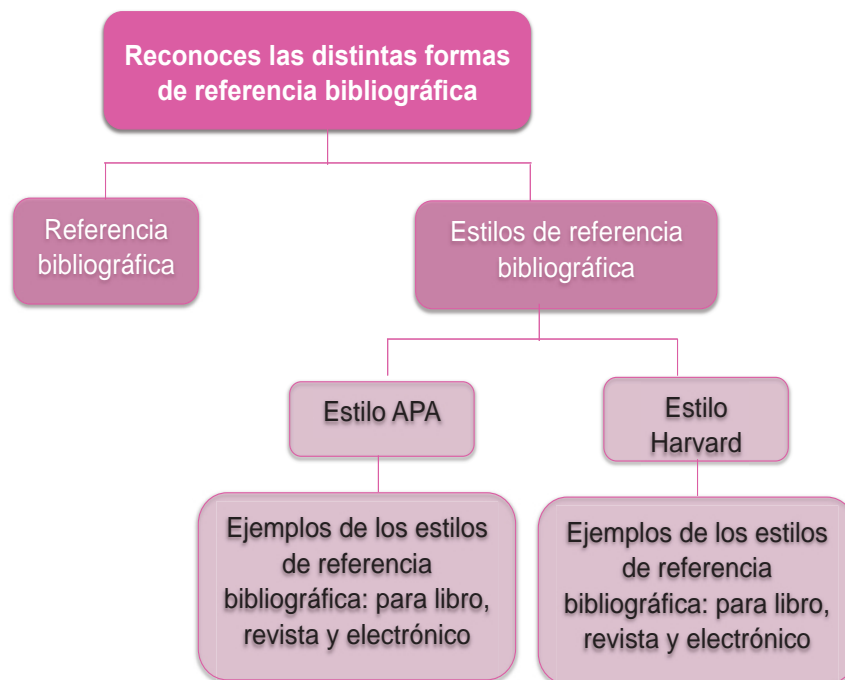 Reconoces las distintas formas
de referencia bibliográfica
Referencia
bibliográfica
Estilos de referencia
bibliográfica
Estilo APA
Estilo
Harvard
Ejemplos de los estilos
de referencia
bibliográfica: para libro,
revista y electrónico
Ejemplos de los estilos
de referencia
bibliográfica: para libro,
revista y electrónico